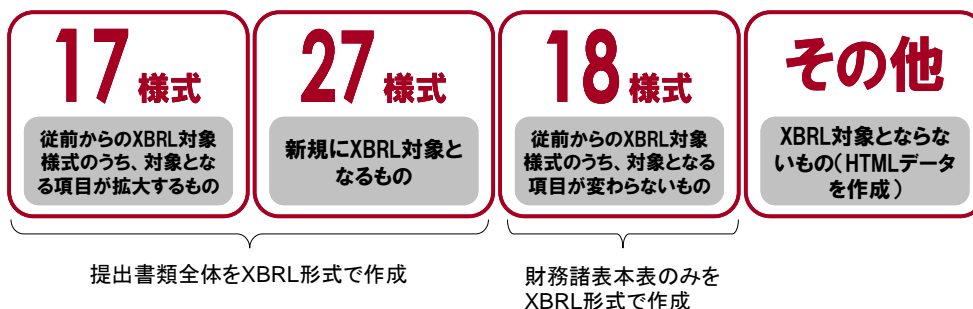 17 様式
従前からのXBRL対象
様式のうち、対象とな
る項目が拡大するもの
27 様式
新規にXBRL対象と
なるもの
18 様式
従前からのXBRL対象
様式のうち、対象となる
項目が変わらないもの
その他
XBRL対象とならな
いもの(HTMLデータ
を作成)
提出書類全体をXBRL形式で作成
財務諸表本表のみを
XBRL形式で作成